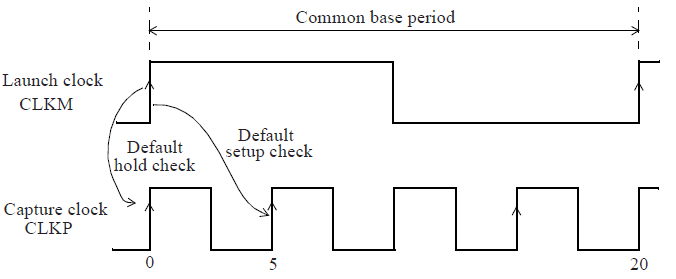 Common base period
Launch clock
CLKM
Default
hold check
Default
setup check
Capture clock
CLKP
0
5
20